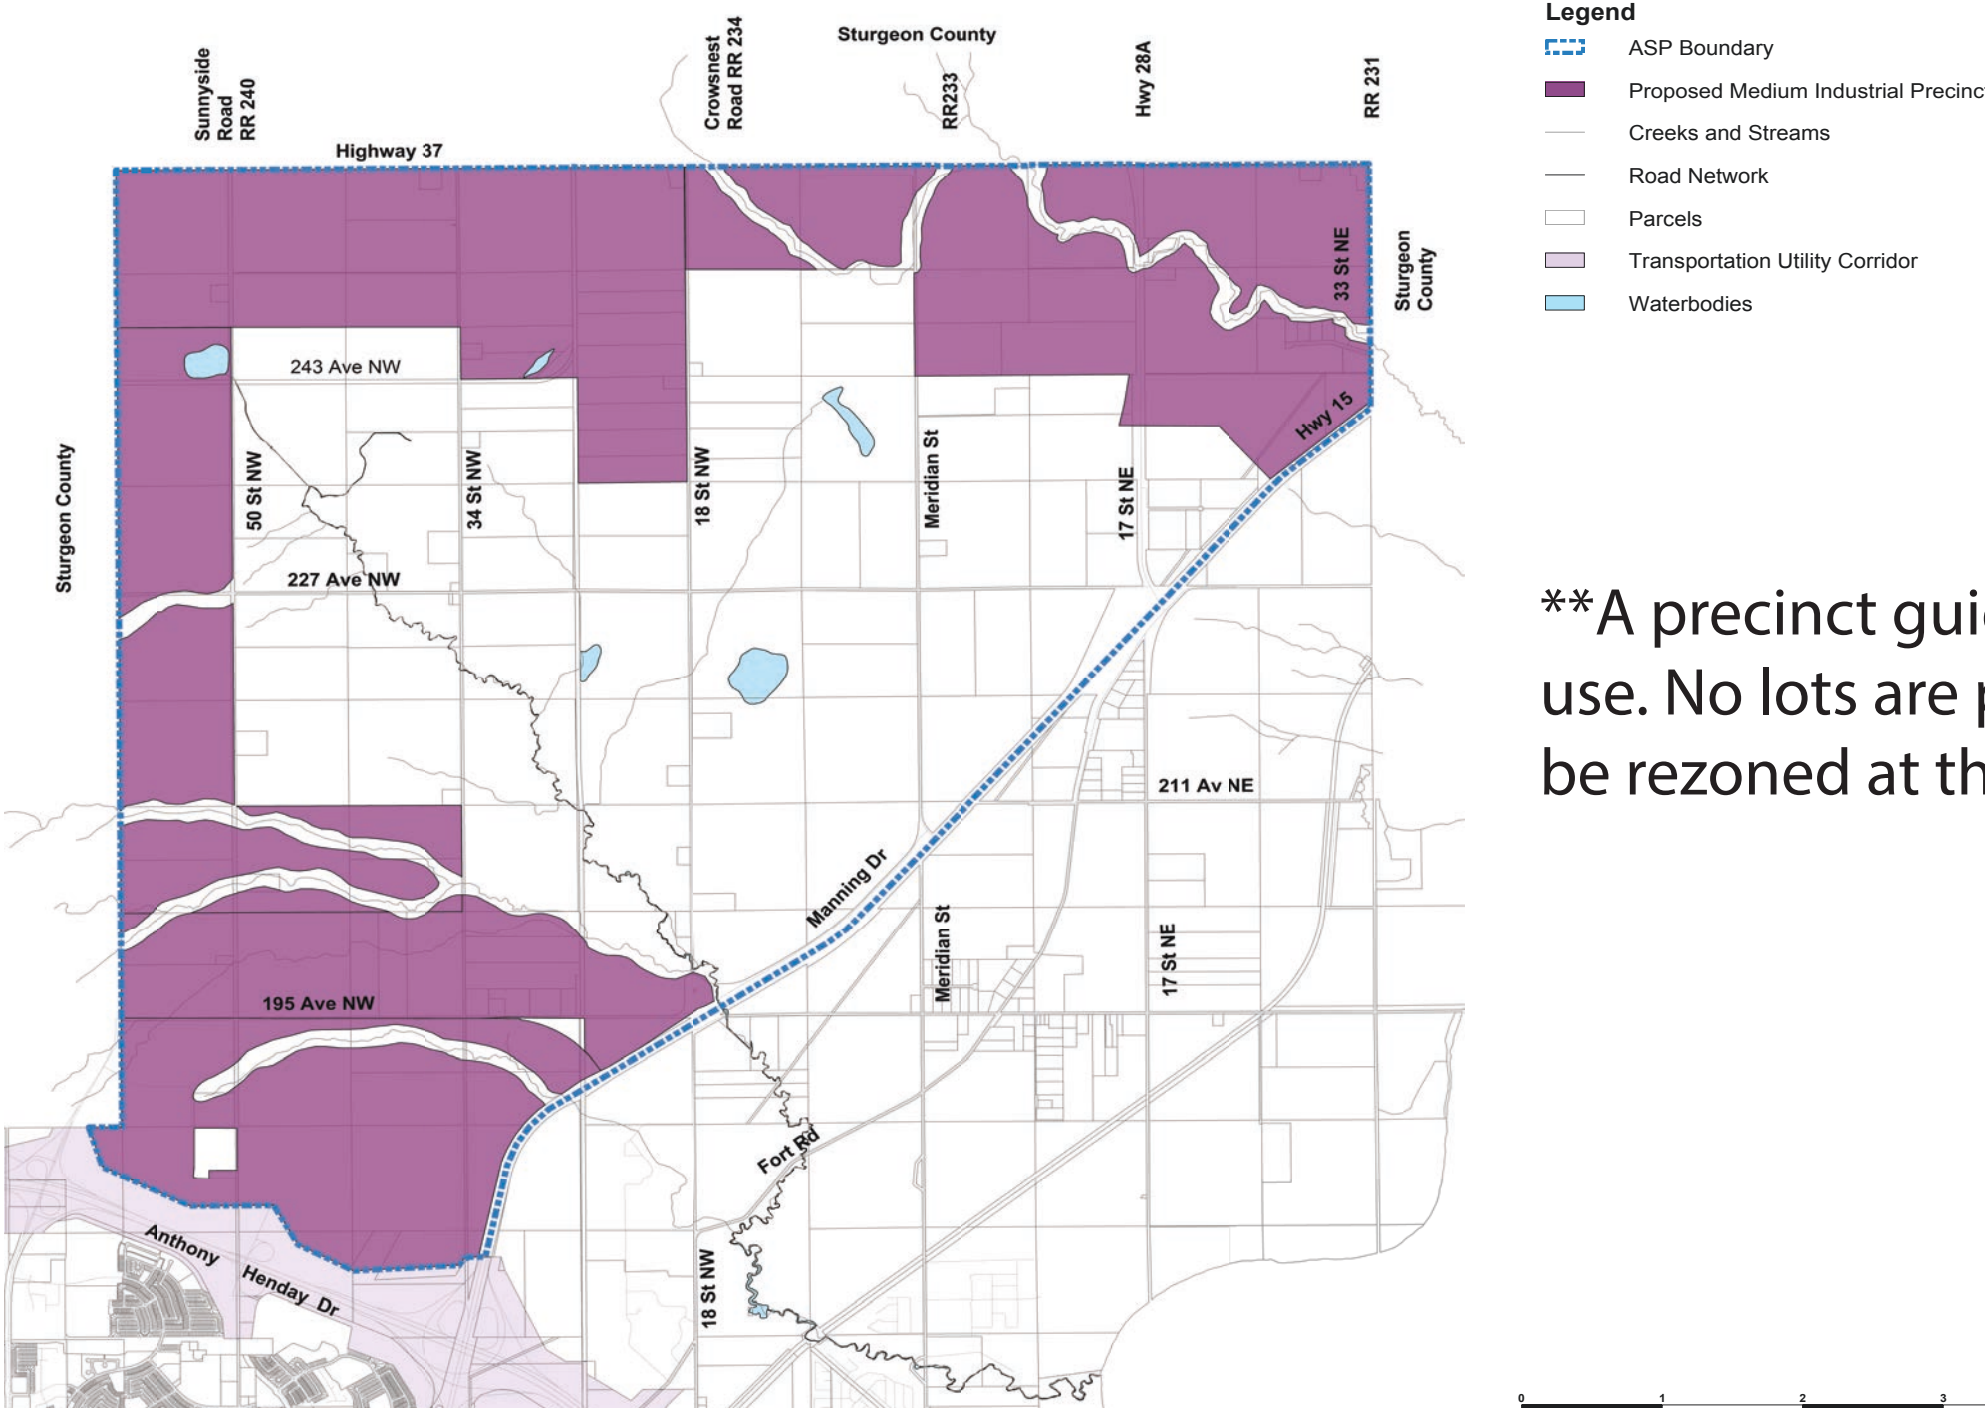 Legend
ASP Boundary
Proposed Medium Industrial
Creeks and Streams
Road Network
Parcels
Transportation Utility Corridor
Waterbodies
Sturgeon County
Sunnyside
Road
RR 240
Crowsnest
Road RR 234
RR233
Hwy 28A
RR 231
Highway 37
33 St NE
Sturgeon
County
243 Ave NW
Hwy 15
Sturgeon County
50 St NW
34 St NW
18 St NW
Meridian St
17 St NE
227 Ave NW
**A precinct
use. No lots are
be rezoned at
211 Av NE
Manning Dr
Meridian St
17 St NE
195 Ave NW
Fort Rd
Anthony Henday Dr
18 St NW
0 1 2 3